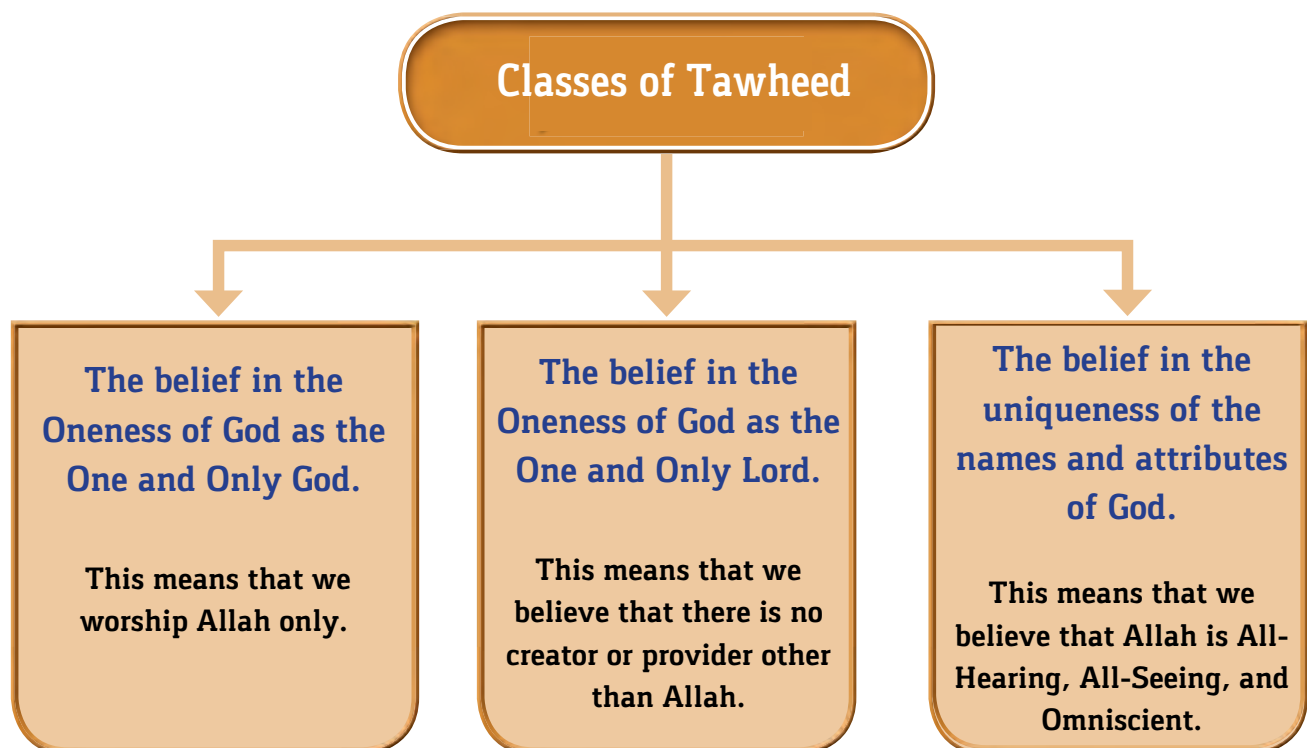 Classes of Tawheed
The belief in the
Oneness of God as the
One and Only God.
This means that we
worship Allah only.
The belief in the
Oneness of God as the
One and Only Lord.
This means that we
believe that there is no
creator or provider other
than Allah.
The belief in the
uniqueness of the
names and attributes
of God.
This means that we
believe that Allah is All-
Hearing, All-Seeing, and
Omniscient.